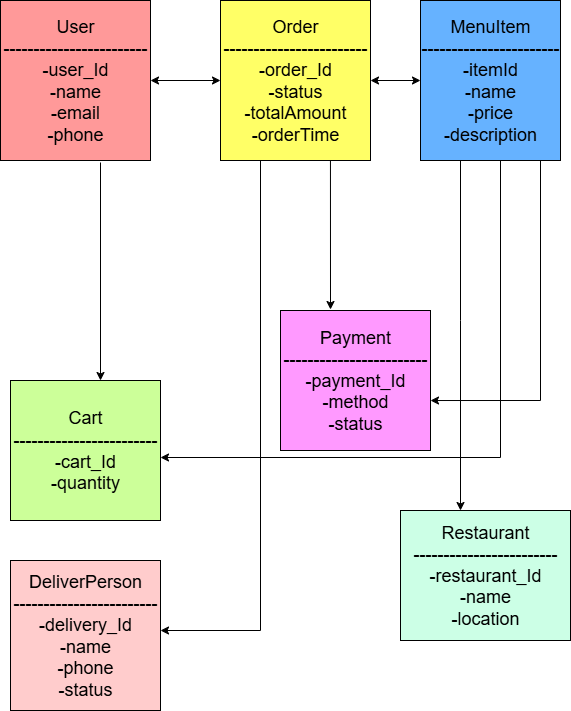 User
-user_Id
-name
-email
-phone
Order
-order_Id
-status
-totalAmount
-orderTime
MenuItem
-itemId
-name
-price
-description
Payment
-payment_Id
-method
-status
Cart
-cart_Id
-quantity
Restaurant
-restaurant_Id
-name
-location
DeliverPerson
-delivery_Id
-name
-phone
-status